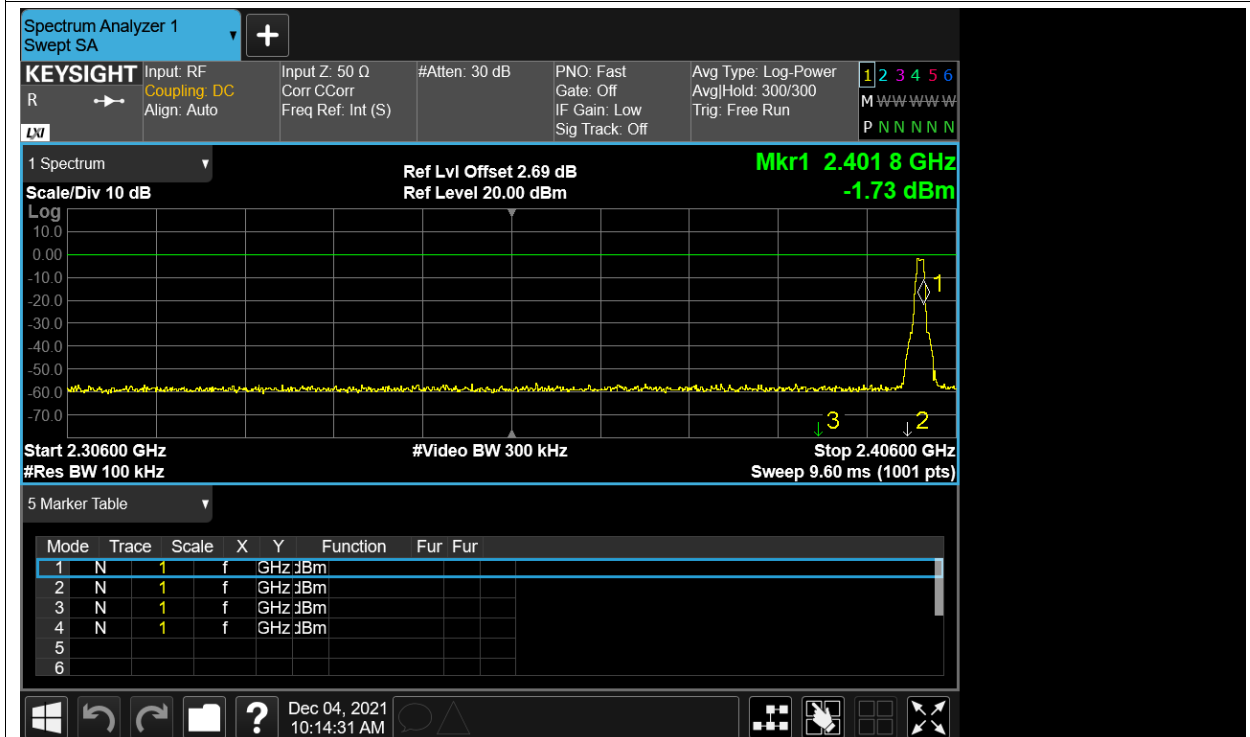 Spectrum Analyzer 1
Swept SA
KEYSIGHT Input: RF Input Z: 50 Ω #Atten: 30 dB PNO: Fast Avg Type: Log-Power 1 2 3 4 5 6
R Coupling: DC Corr CCorr Gate: Off Avg|Hold: 300/300 M W W W W W W
Align: Auto Freq Ref: Int (S) IF Gain: Low Trig: Free Run
LXI Sig Track: Off P N N N N N N
1 Spectrum Ref Lvl Offset 2.69 dB Mkr1 2.401 8 GHz
Scale/Div 10 dB Ref Level 20.00 dBm -1.73 dBm
Log
10.0
0.00
-10.0 1
-20.0
-30.0
-40.0
-50.0
-60.0
-70.0 3 2
Start 2.30600 GHz #Video BW 300 kHz Stop 2.40600 GHz
#Res BW 100 kHz Sweep 9.60 ms (1001 pts)
5 Marker Table
Mode Trace Scale X Y Function Fur Fur
1 N 1 f GHz dBm
2 N 1 f GHz dBm
3 N 1 f GHz dBm
4 N 1 f GHz dBm
5
6
? Dec 04, 2021
10:14:31 AM